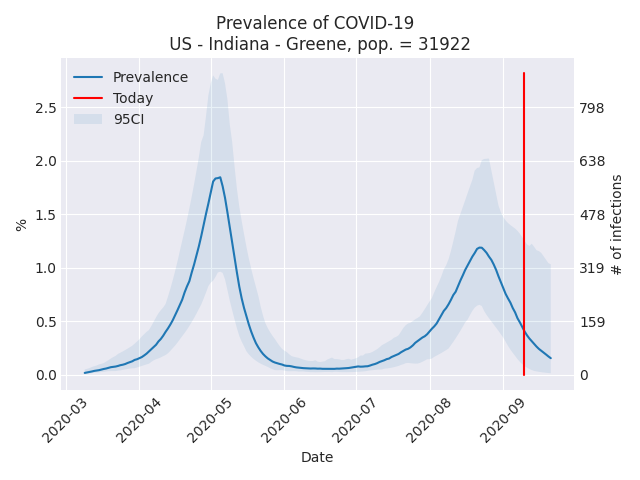 Prevalence of COVID-19
US - Indiana - Greene, pop. = 31922
Prevalence
Today
95CI
2.5
2.0
1.5
1.0
0.5
0.0
%
798
638
478
319
159
0
# of infections
2020-03
2020-04
2020-05
2020-06
2020-07
2020-08
2020-09
Date